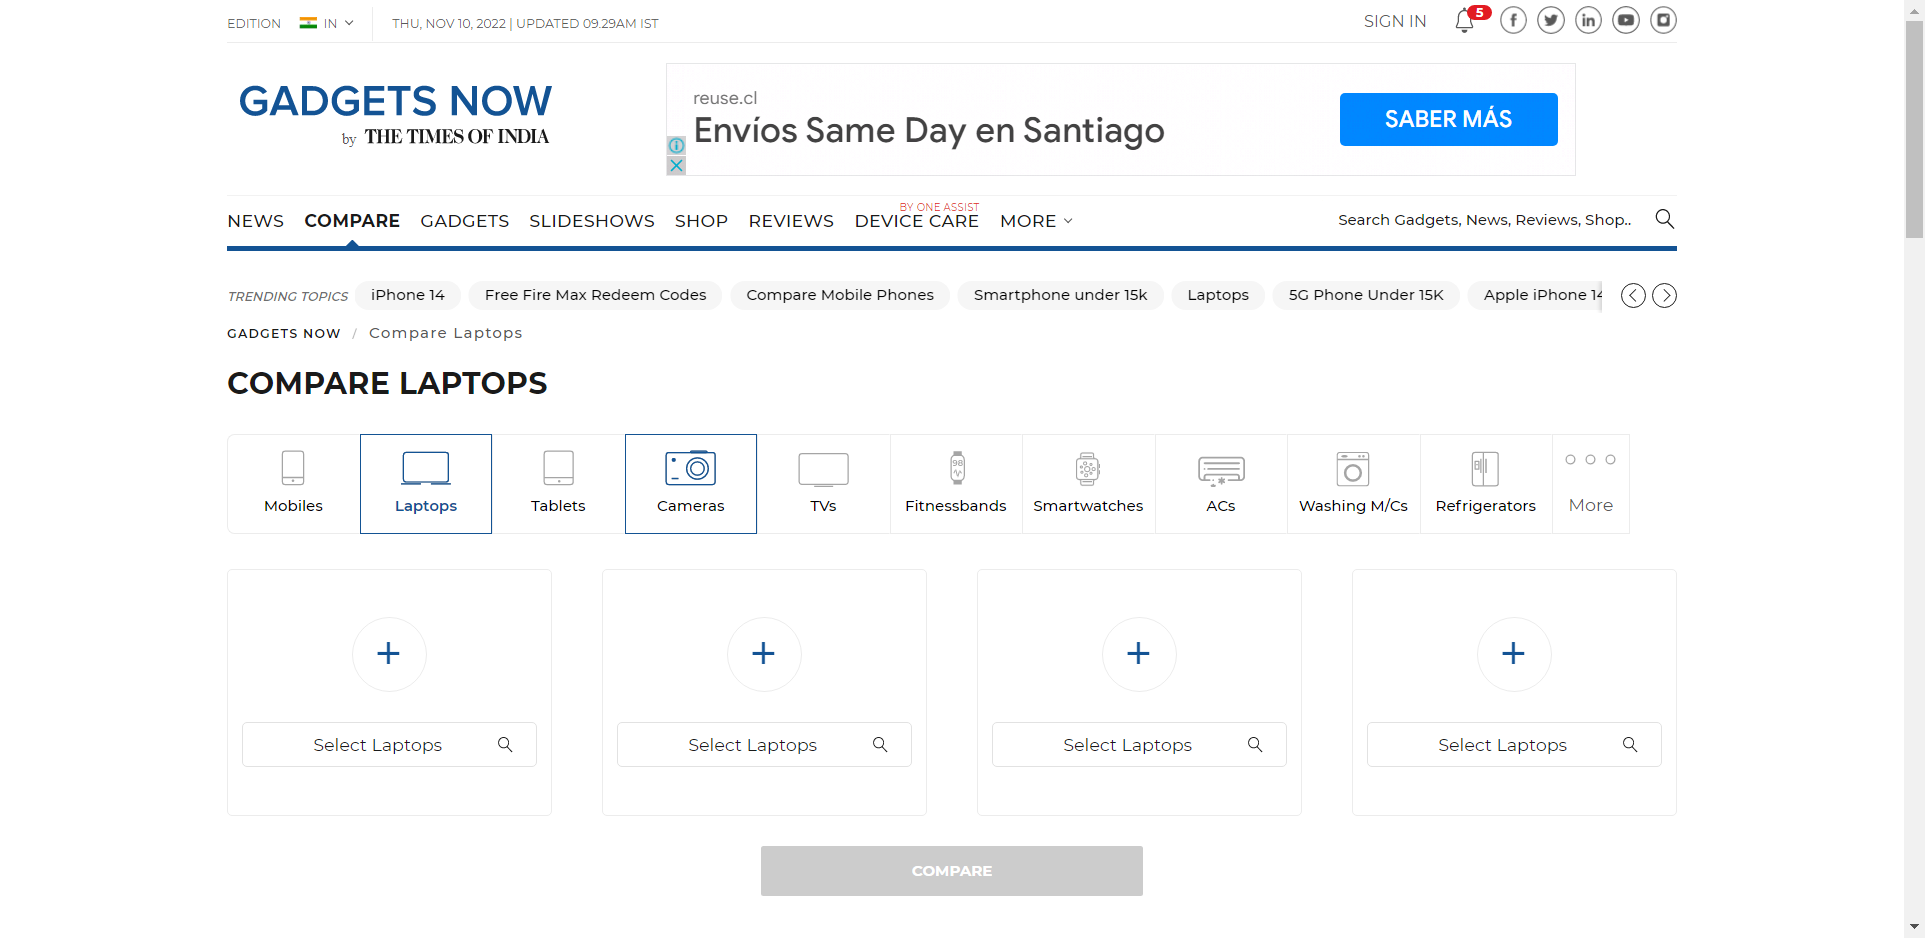 EDITION IN THU, NOV 10, 2022 | UPDATED 09.29AM IST SIGN IN 5
GADGETS NOW
by THE TIMES OF INDIA
reuse.cl
Envíos Same Day en Santiago
SABER MÁS
BY ONE ASSIST
NEWS COMPARE GADGETS SLIDESHOWS SHOP REVIEWS DEVICE CARE MORE Search Gadgets, News, Reviews, Shop..
TRENDING TOPICS iPhone 14 Free Fire Max Redeem Codes Compare Mobile Phones Smartphone under 15k Laptops 5G Phone Under 15K Apple iPhone 14
GADGETS NOW / Compare Laptops
COMPARE LAPTOPS
98
Mobiles Laptops Tablets Cameras TVs Fitnessbands Smartwatches ACs Washing M/Cs Refrigerators More
Select Laptops Select Laptops Select Laptops Select Laptops
COMPARE